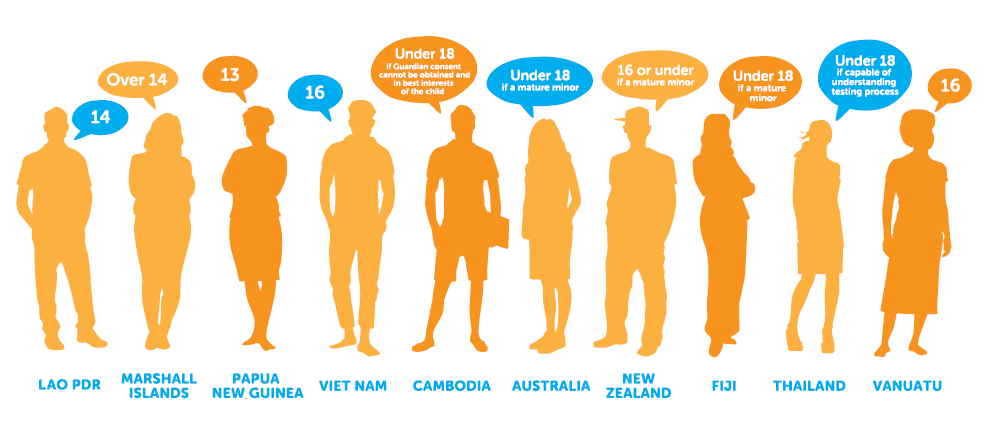 14
Over 14
13
16
Under 18
if Guardian consent
cannot be obtained and
in best interests
of the child
Under 18
if a mature minor
16 or under
if a mature minor
Under 18
if a mature
minor
Under 18
if capable of
understanding
testing process
16
LAO PDR
MARSHALL
ISLANDS
PAPUA
NEW GUINEA
VIET NAM
CAMBODIA
AUSTRALIA
NEW
ZEALAND
FIJI
THAILAND
VANUATU